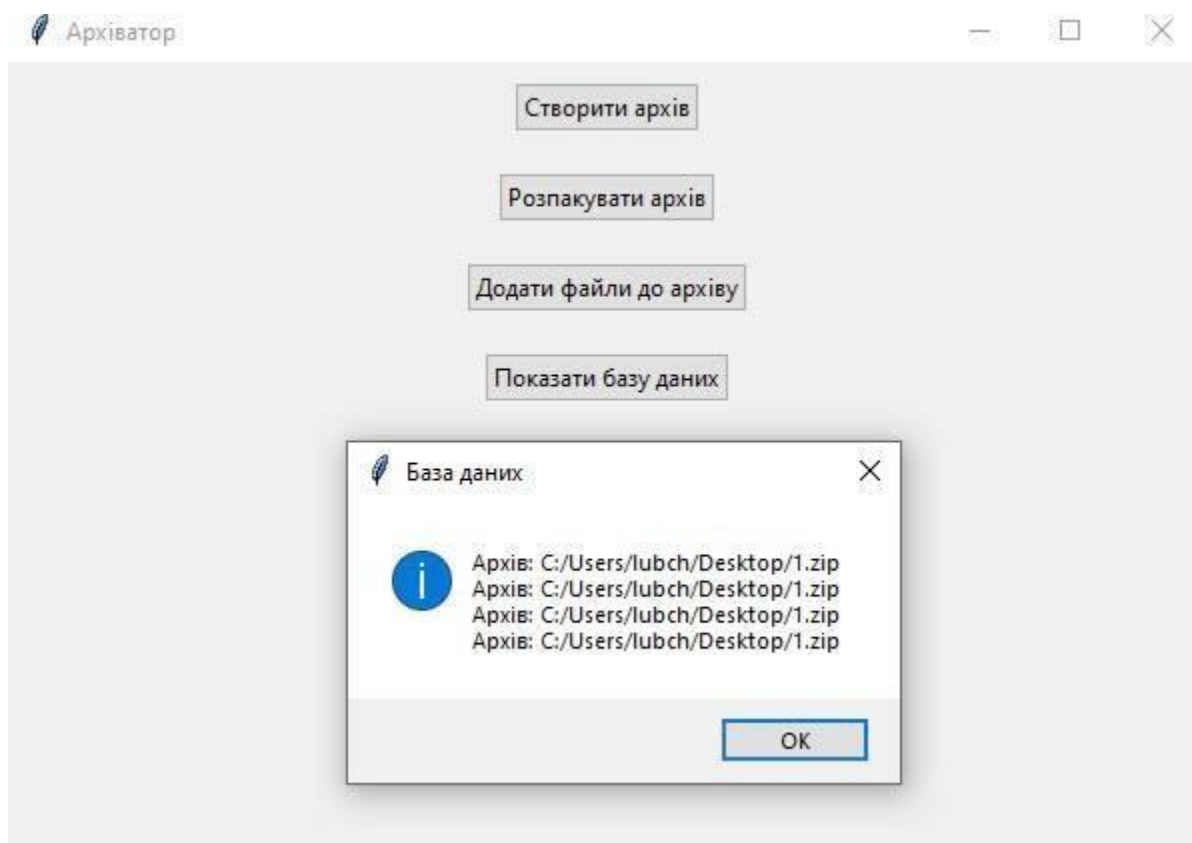 Архіватор
Створити архів
Розпакувати архів
Додати файли до архіву
Показати базу даних
База даних
Архів: C:/Users/lubch/Desktop/1.zip
Архів: C:/Users/lubch/Desktop/1.zip
Архів: C:/Users/lubch/Desktop/1.zip
Архів: C:/Users/lubch/Desktop/1.zip
OK